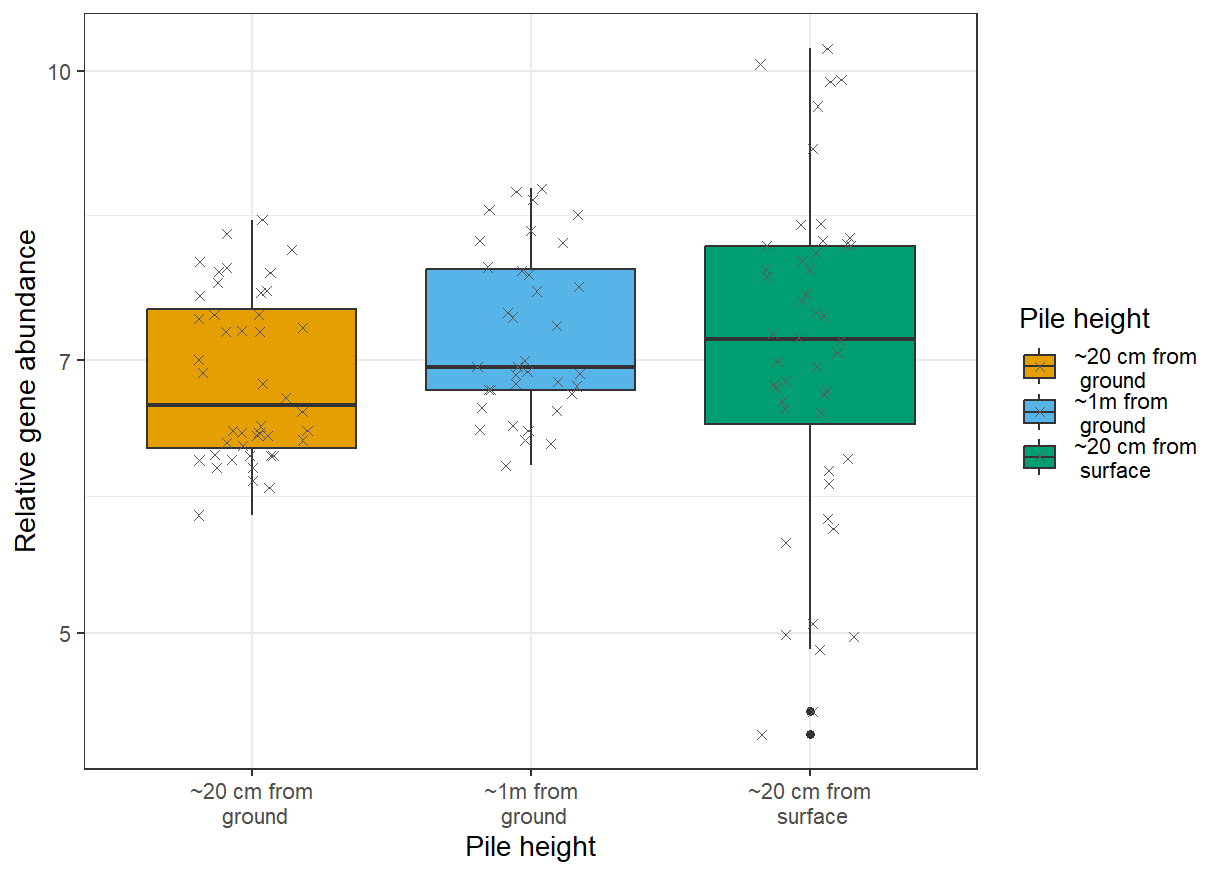 Relative gene abundance
10
7
5
~20 cm from
ground
~1m from
ground
~20 cm from
surface
Pile height
Pile height
~20 cm from
ground
~1m from
ground
~20 cm from
surface